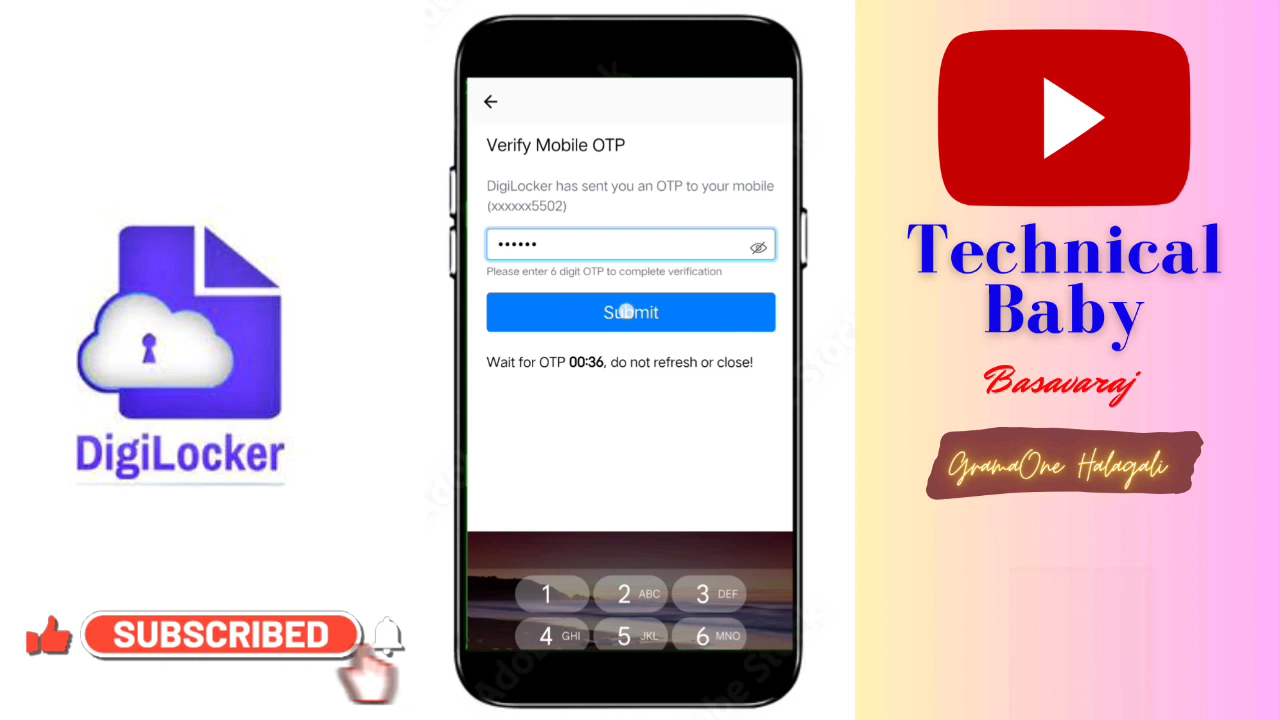 DigiLocker
SUBSCRIBED
Verify Mobile OTP
DigiLocker has sent you an OTP to your mobile
(xxxxxx5502)
••••••
Please enter 6 digit OTP to complete verification
Submit
Wait for OTP 00:36, do not refresh or close!
1 2 ABC 3 DEF
4 GHI 5 JKL 6 MNO
Technical
Baby
Basavaraj
GramaOne Halagali